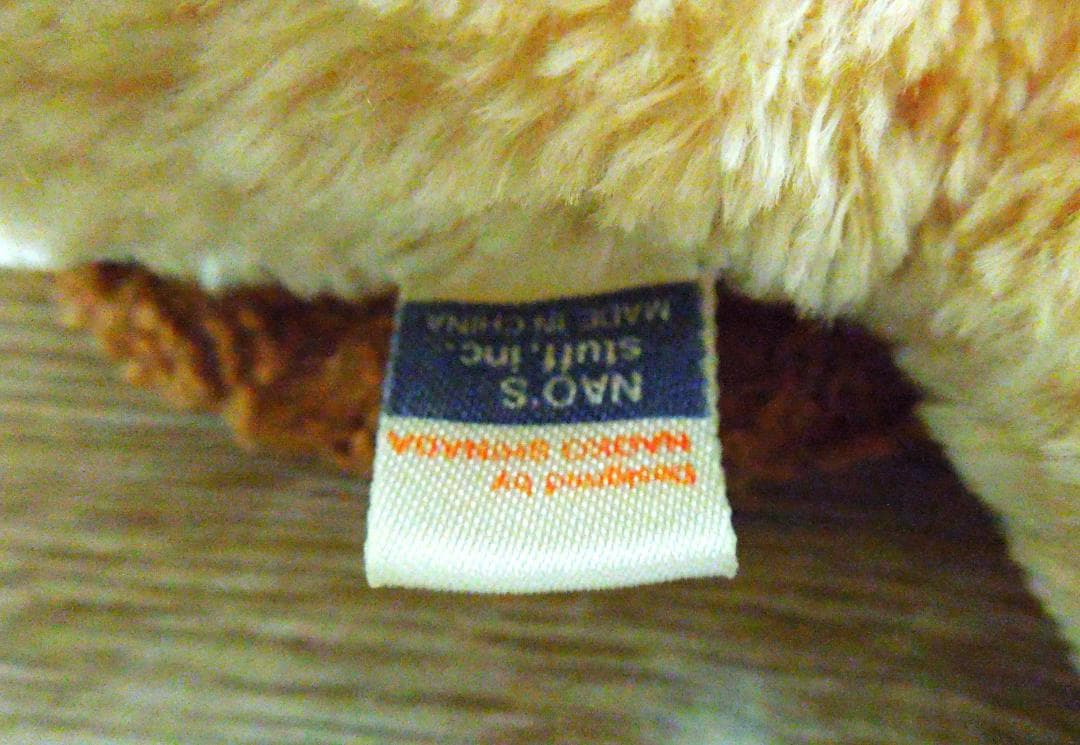 Designed by
NAOKO SHINADA
NAO'S
stuff,inc.
MADE IN CHINA